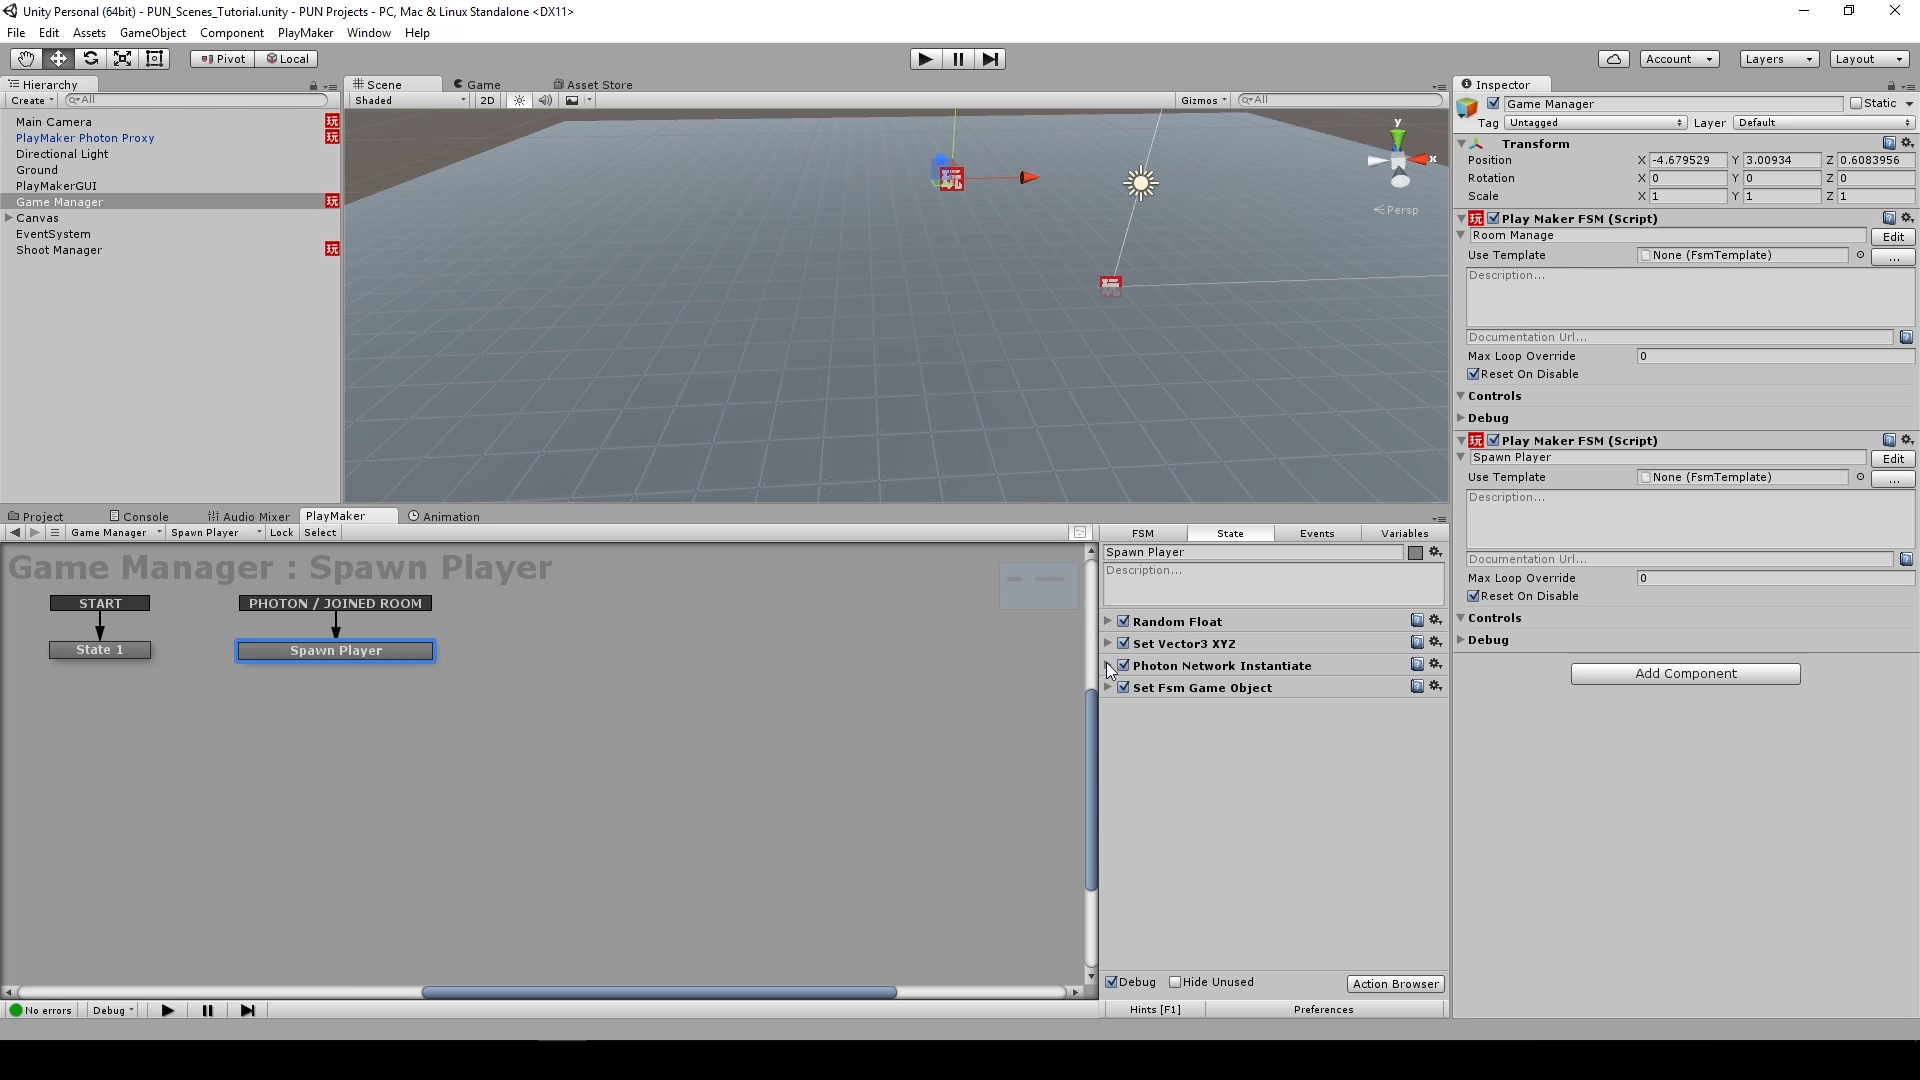 Unity Personal (64bit) - PUN_Scenes_Tutorial.unity - PUN Projects - PC, Mac & Linux Standalone <DX11>
File Edit Assets GameObject Component PlayMaker Window Help
Pivot Local Account Layers Layout
Hierarchy
Create All
Main Camera 玩
PlayMaker Photon Proxy 玩
Directional Light
Ground
PlayMakerGUI
Game Manager 玩
Canvas
EventSystem
Shoot Manager 玩
Scene Game Asset Store
Shaded 2D Gizmos All
y
x
Persp
玩
玩
Inspector
Game Manager Static
Tag Untagged Layer Default
Transform
Position X -4.679529 Y 3.00934 Z 0.6083956
Rotation X 0 Y 0 Z 0
Scale X 1 Y 1 Z 1
玩 Play Maker FSM (Script)
Room Manage Edit
Use Template None (FsmTemplate) ...
Description...
Documentation Url...
Max Loop Override 0
Reset On Disable
Controls
Debug
玩 Play Maker FSM (Script)
Spawn Player Edit
Use Template None (FsmTemplate) ...
Description...
Documentation Url...
Max Loop Override 0
Reset On Disable
Controls
Debug
Add Component
Project Console Audio Mixer PlayMaker Animation
Game Manager Spawn Player Lock Select
Game Manager : Spawn Player
START PHOTON / JOINED ROOM
State 1 Spawn Player
FSM State Events Variables
Spawn Player
Description...
Random Float
Set Vector3 XYZ
Photon Network Instantiate
Set Fsm Game Object
Debug Hide Unused Action Browser
No errors Debug Hints [F1] Preferences